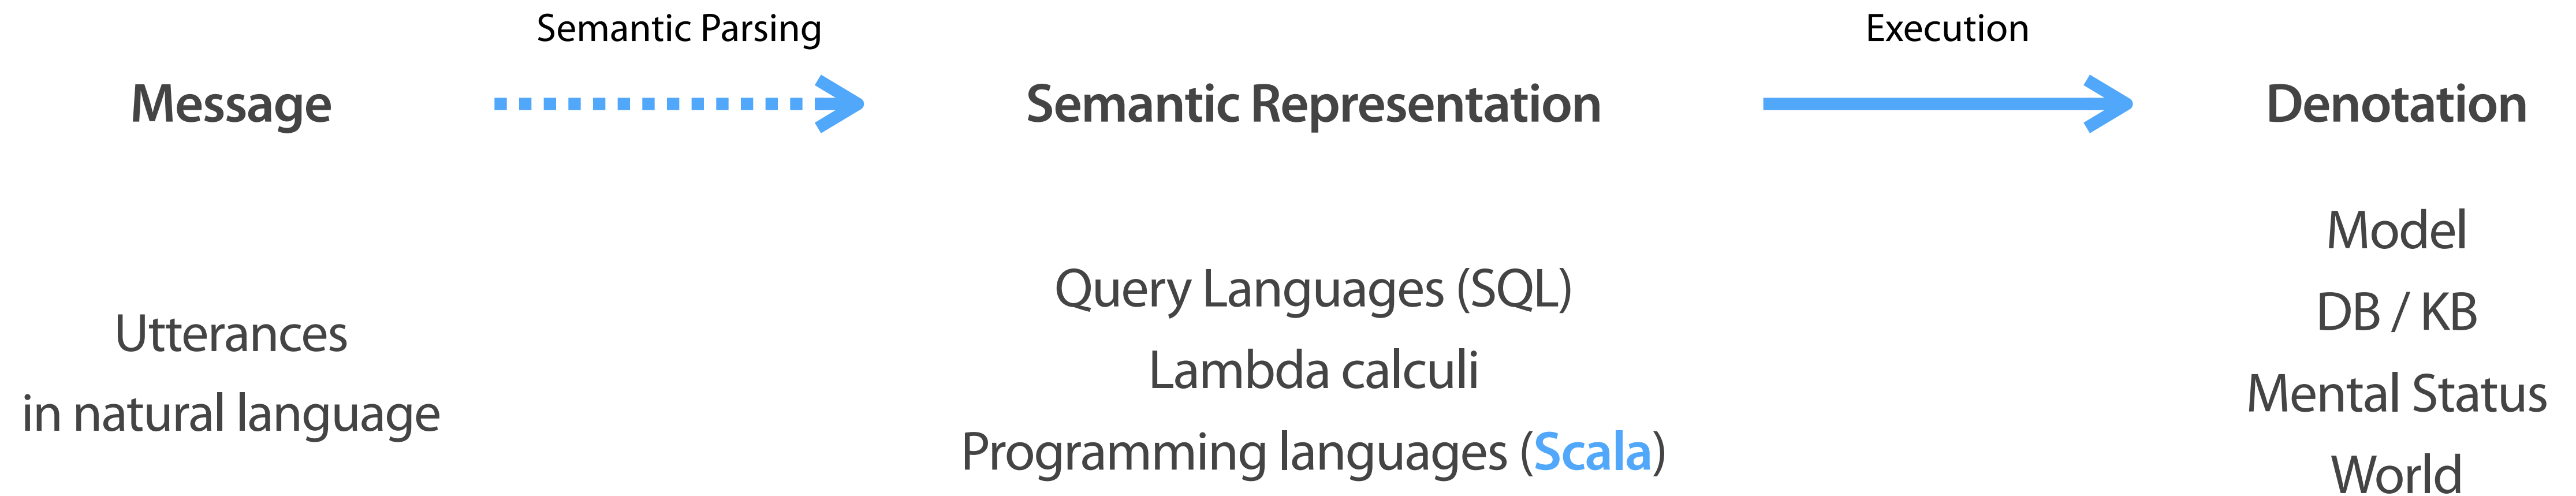 Semantic Parsing
Execution
Message
Semantic Representation
Denotation
Utterances
in natural language
Query Languages (SQL)
Lambda calculi
Programming languages (Scala)
Model
DB / KB
Mental Status
World